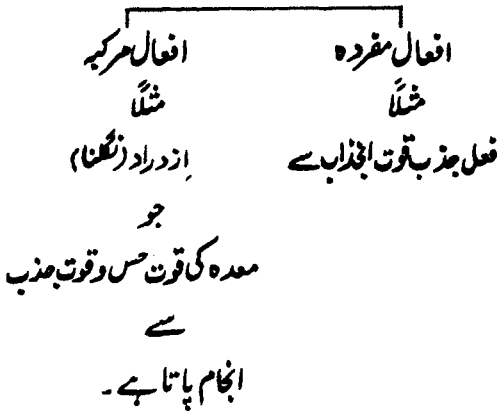 افعال مفردہ
مثلاً
فعل جذب قوت انجذاب سے
افعال مرکبہ
مثلاً
اِزدراد (نگلنا)
جو
معدہ کی قوت حس و قوت جذب
سے
انجام پاتا ہے۔